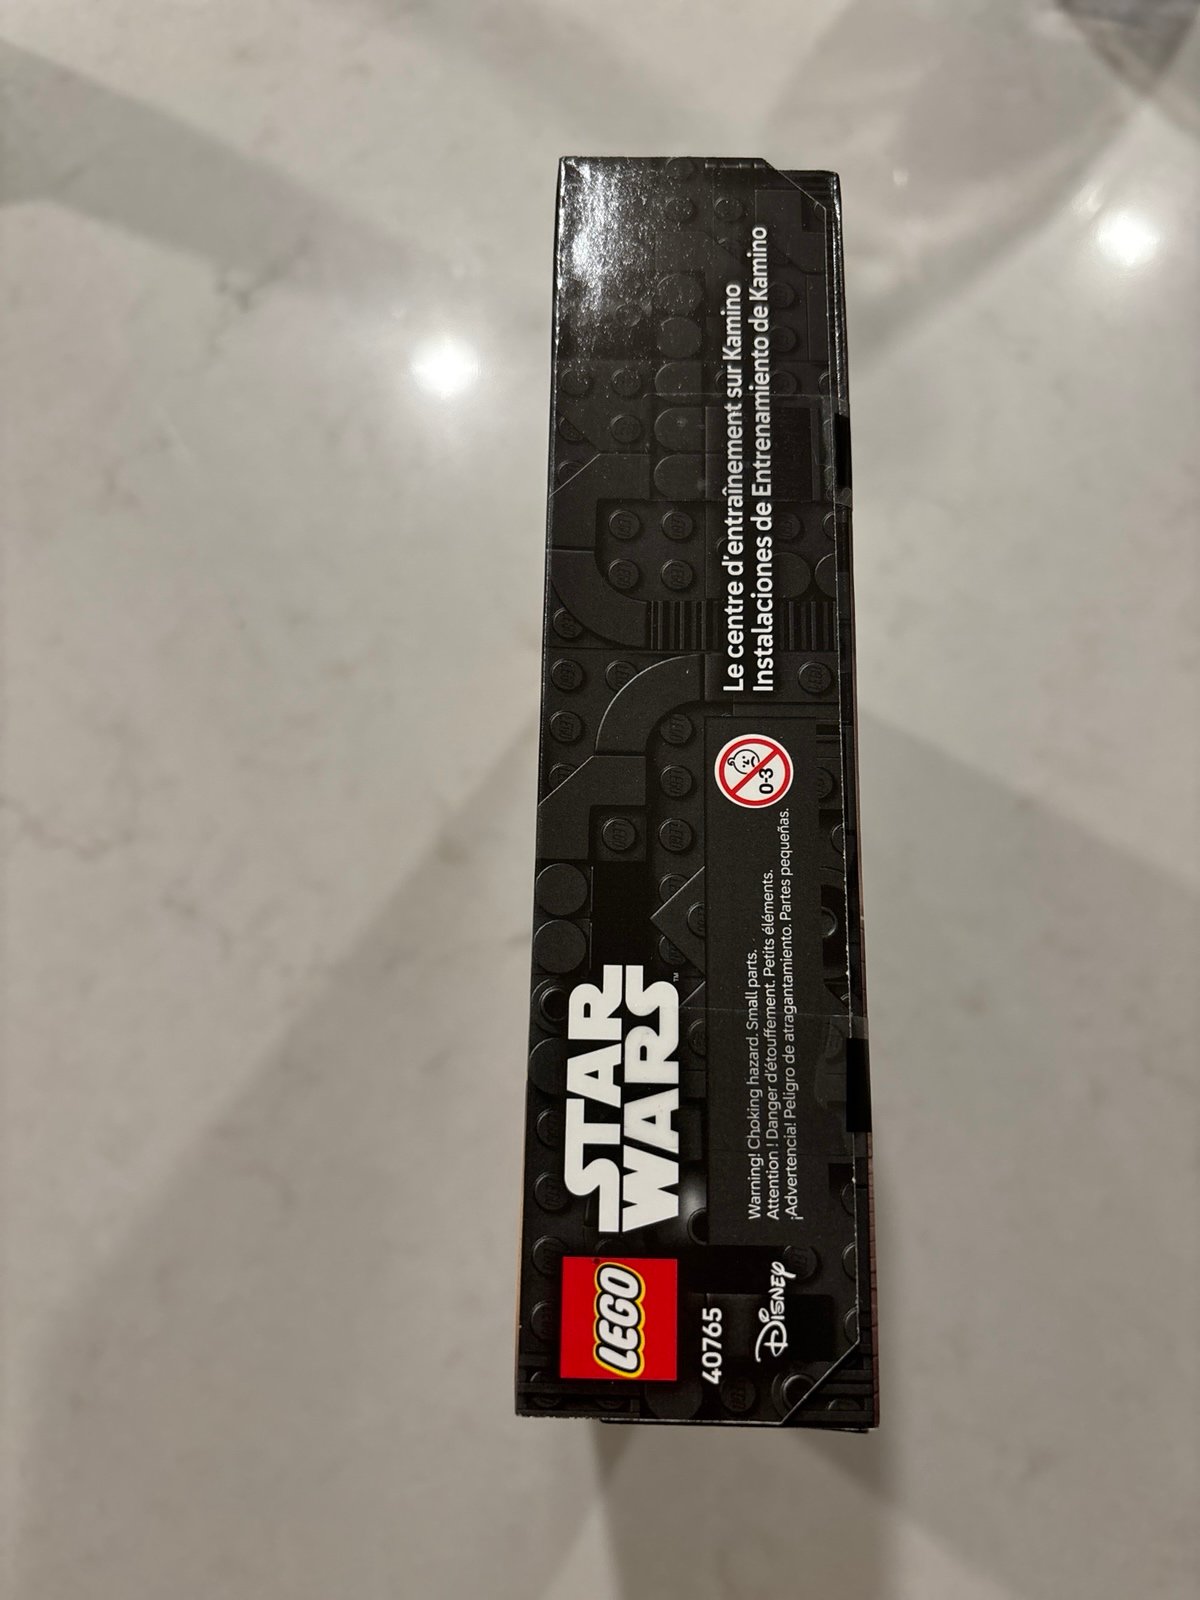 LEGO
STAR
WARS™
40765
Disney
Warning! Choking hazard. Small parts.
Attention ! Danger d'étouffement. Petits éléments.
¡Advertencia! Peligro de atragantamiento. Partes pequeñas.
0-3
Le centre d'entraînement sur Kamino
Instalaciones de Entrenamiento de Kamino